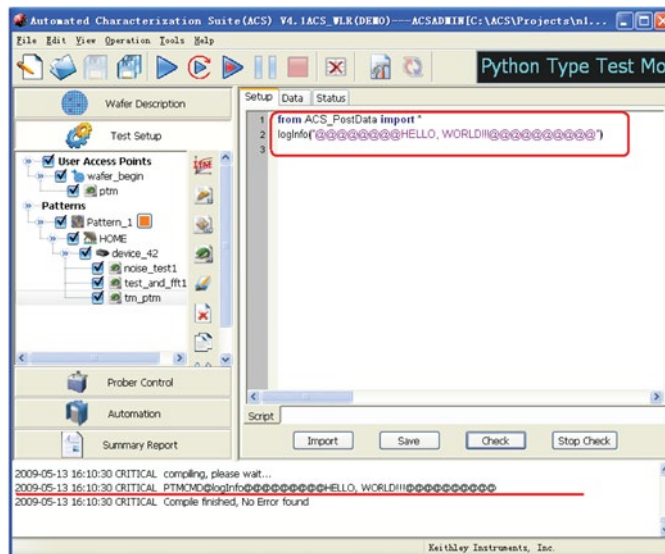 Automated Characterization Suite(ACS) V4.1ACS_WLR(DEMO)---ACSADMIN[C:\ACS\Projects\nl...
File Edit View Operation Tools Help
Python Type Test Mo
Wafer Description
Test Setup
User Access Points
wafer_begin
ptm
Patterns
Pattern_1
HOME
device_42
noise_test1
test_and_fft1
tm_ptm
ITM
Prober Control
Automation
Summary Report
Setup Data Status
1 from ACS_PostData import *
2 logInfo("@@@@@@@@HELLO, WORLD!!!@@@@@@@@@@")
3
Script
Import Save Check Stop Check
2009-05-13 16:10:30 CRITICAL compiling, please wait...
2009-05-13 16:10:30 CRITICAL PTMCMD@logInfo@@@@@@@@@HELLO, WORLD!!!@@@@@@@@@@
2009-05-13 16:10:30 CRITICAL Compile finished, No Error found
Keithley Instruments, Inc.